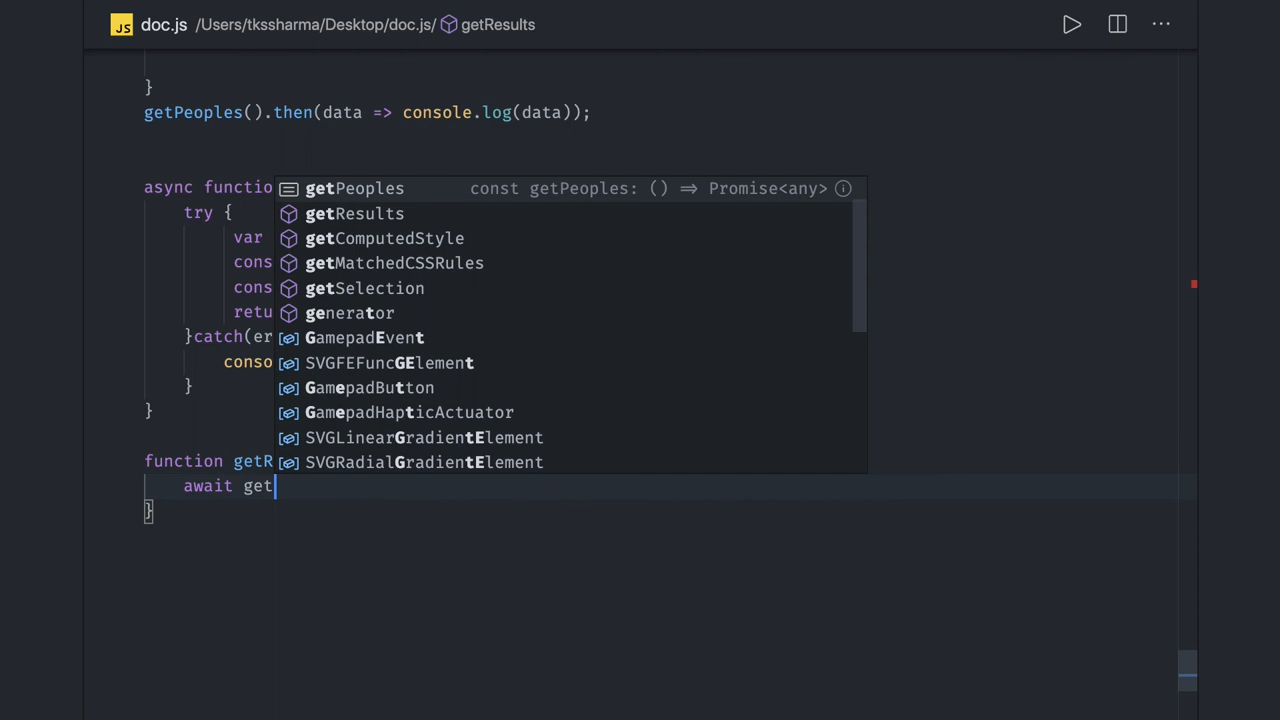 JS doc.js /Users/tkssharma/Desktop/doc.js/ getResults
}
getPeoples().then(data => console.log(data));
async functio
getPeoples const getPeoples: () => Promise<any>
try {
getResults
var
getComputedStyle
cons
getMatchedCSSRules
cons
getSelection
retu
generator
}catch(er
GamepadEvent
conso
SVGFEFuncGElement
}
GamepadButton
}
GamepadHapticActuator
SVGLinearGradientElement
function getR
SVGRadialGradientElement
await get
}